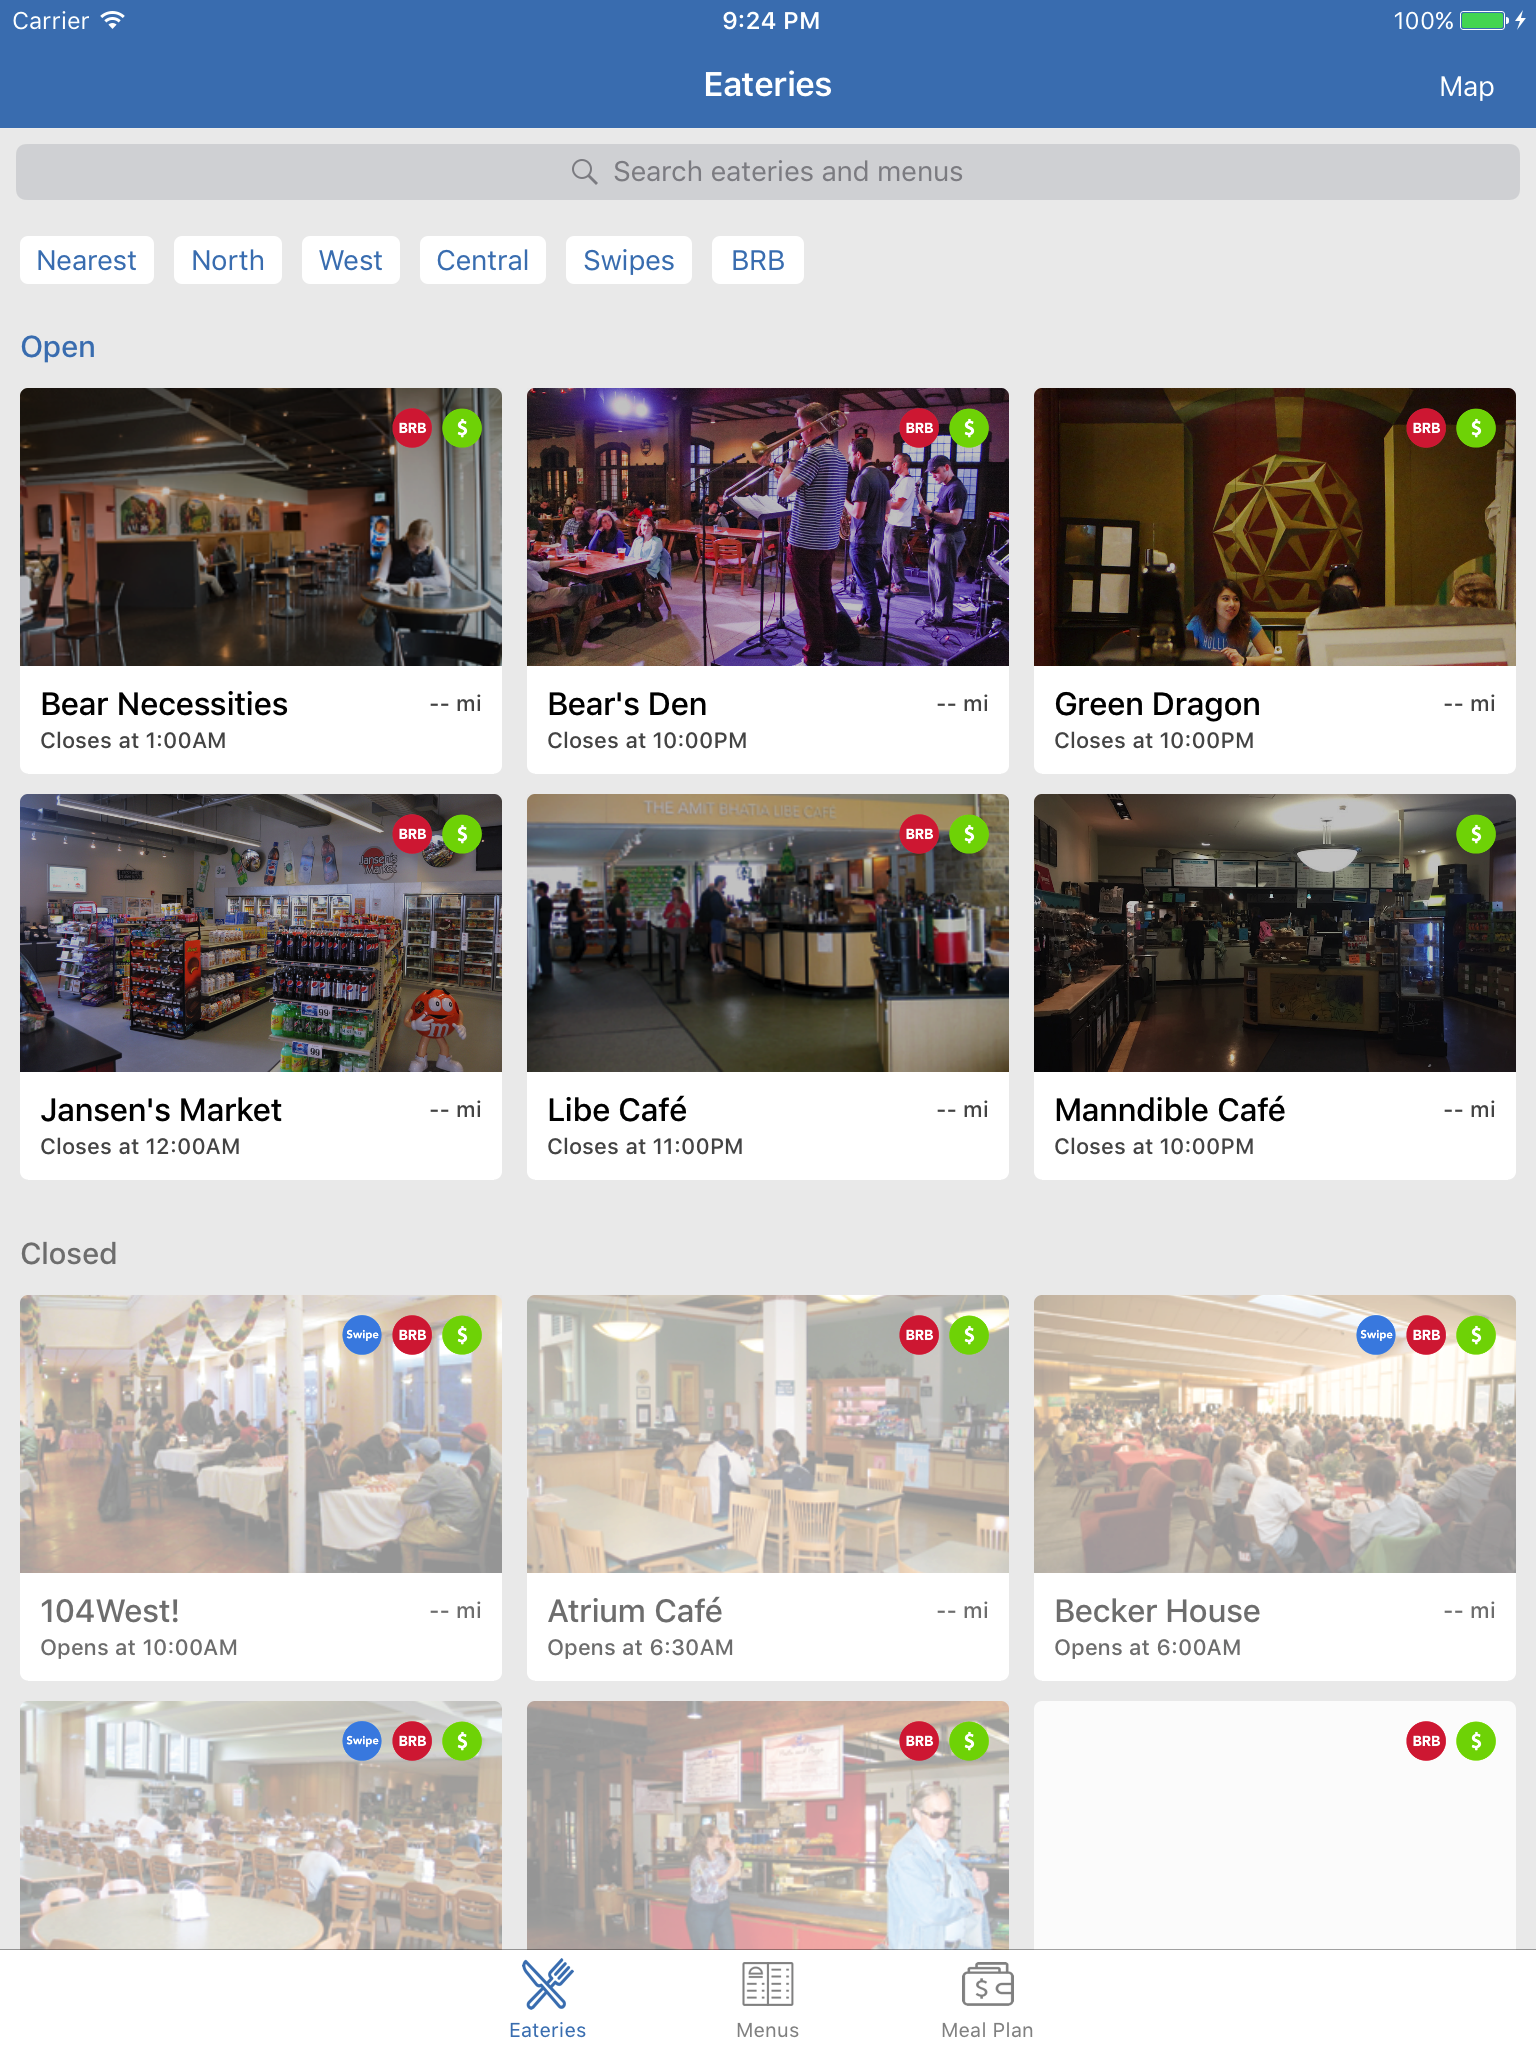 Carrier 9:24 PM 100%
Eateries Map
Search eateries and menus
Nearest North West Central Swipes BRB
Open
BRB $ BRB $ BRB $
HOLLI
Bear Necessities -- mi Bear's Den -- mi Green Dragon -- mi
Closes at 1:00AM Closes at 10:00PM Closes at 10:00PM
THE AMIT BHATIA LIBE CAFE
BRB $ BRB $ $
Jansen's
Market
m
99
99
Jansen's Market -- mi Libe Café -- mi Manndible Café -- mi
Closes at 12:00AM Closes at 11:00PM Closes at 10:00PM
Closed
Swipe BRB $ BRB $ Swipe BRB $
104West! -- mi Atrium Café -- mi Becker House -- mi
Opens at 10:00AM Opens at 6:30AM Opens at 6:00AM
Swipe BRB $ BRB $ BRB $
Eateries Menus Meal Plan